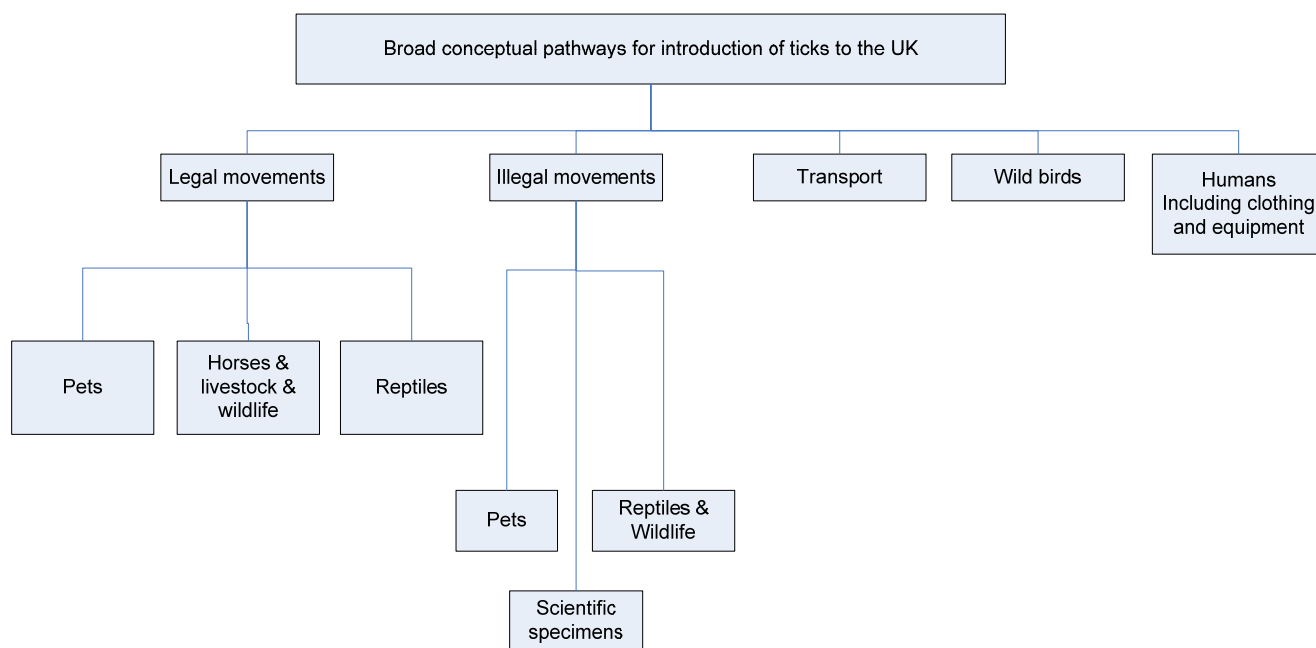 Broad conceptual pathways for introduction of ticks to the UK
Legal movements
Illegal movements
Transport
Wild birds
Humans
Including clothing
and equipment
Pets
Horses &
livestock &
wildlife
Reptiles
Pets
Reptiles &
Wildlife
Scientific
specimens